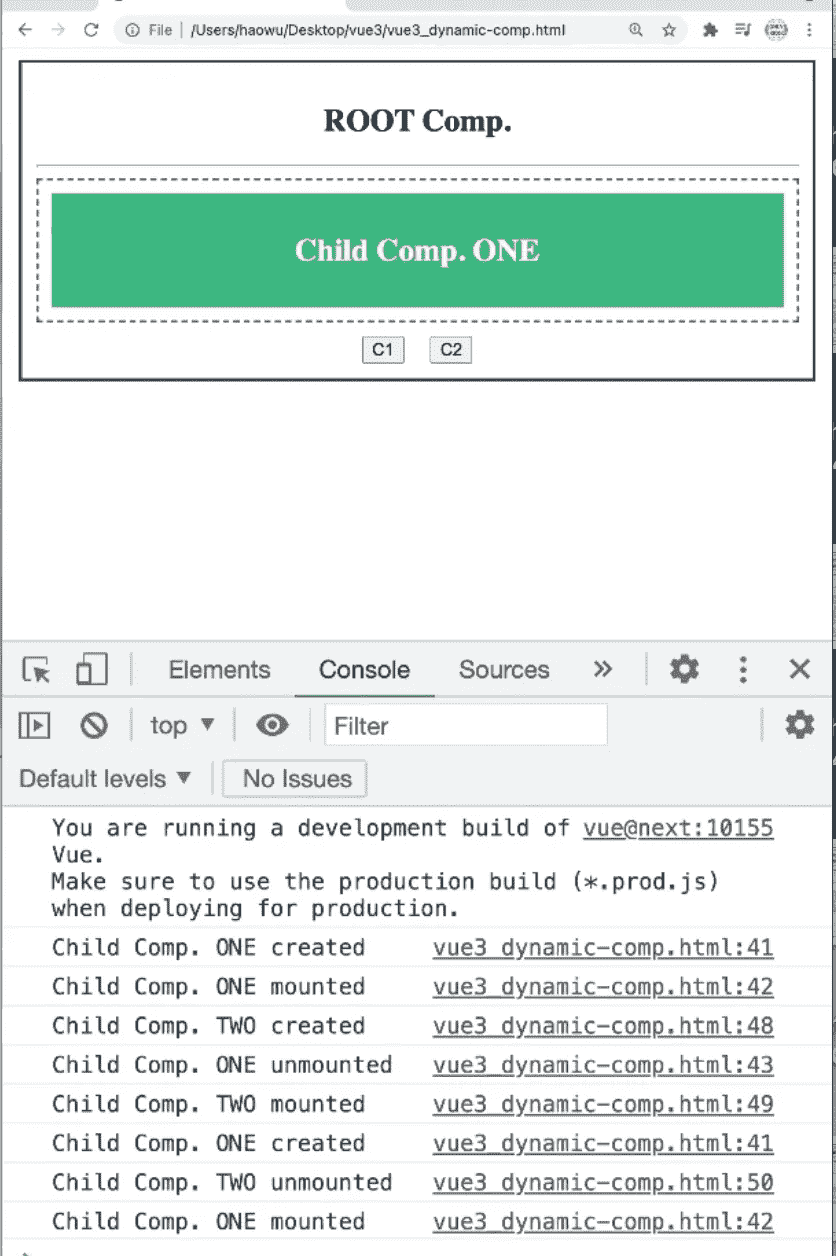 File | /Users/haowu/Desktop/vue3/vue3_dynamic-comp.html
ROOT Comp.
Child Comp. ONE
C1 C2
Elements Console Sources »
top ▼ Filter
Default levels ▼ No Issues
You are running a development build of vue@next:10155
Vue.
Make sure to use the production build (*.prod.js)
when deploying for production.
Child Comp. ONE created vue3_dynamic-comp.html:41
Child Comp. ONE mounted vue3_dynamic-comp.html:42
Child Comp. TWO created vue3_dynamic-comp.html:48
Child Comp. ONE unmounted vue3_dynamic-comp.html:43
Child Comp. TWO mounted vue3_dynamic-comp.html:49
Child Comp. ONE created vue3_dynamic-comp.html:41
Child Comp. TWO unmounted vue3_dynamic-comp.html:50
Child Comp. ONE mounted vue3_dynamic-comp.html:42